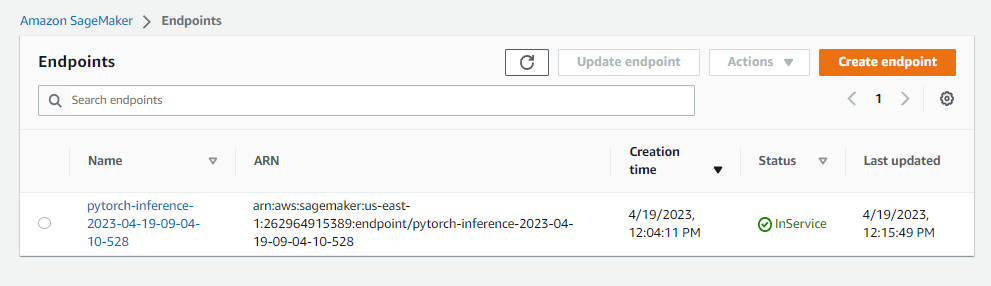 Amazon SageMaker > Endpoints
Endpoints
Update endpoint
Actions
Create endpoint
Search endpoints
1
Name
ARN
Creation
time
Status
Last updated
pytorch-inference-
2023-04-19-09-04-
10-528
arn:aws:sagemaker:us-east-
1:262964915389:endpoint/pytorch-inference-2023-04-
19-09-04-10-528
4/19/2023,
12:04:11 PM
InService
4/19/2023,
12:15:49 PM